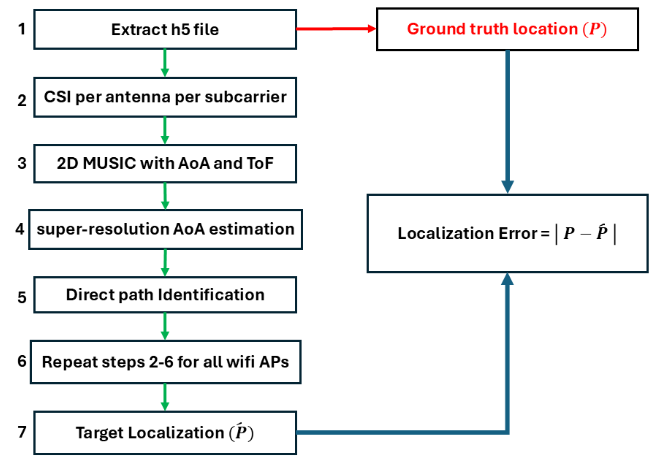 1 Extract h5 file
Ground truth location (P)
2 CSI per antenna per subcarrier
3 2D MUSIC with AoA and ToF
4 super-resolution AoA estimation
Localization Error = | P − Ṕ |
5 Direct path Identification
6 Repeat steps 2-6 for all wifi APs
7 Target Localization (Ṕ)